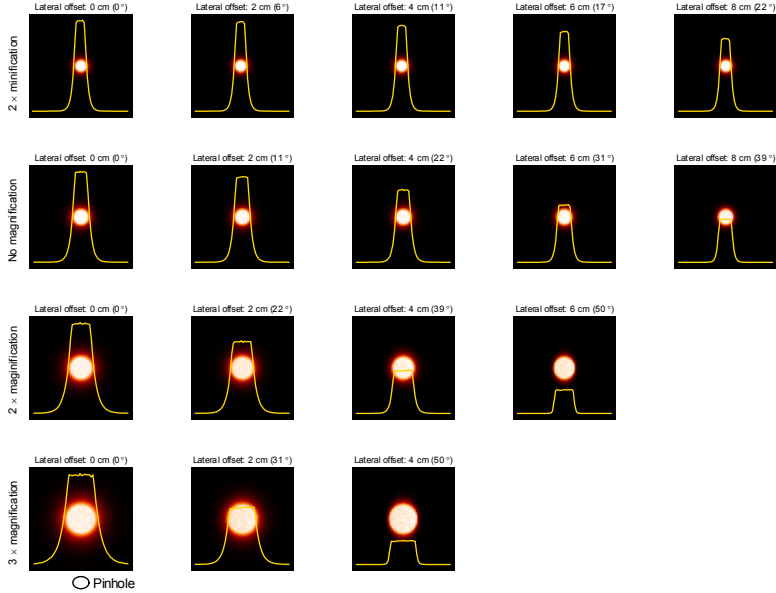 Lateral offset: 0 cm (0°) Lateral offset: 2 cm (6°) Lateral offset: 4 cm (11°) Lateral offset: 6 cm (17°) Lateral offset: 8 cm (22°)
2 × minification
Lateral offset: 0 cm (0°) Lateral offset: 2 cm (11°) Lateral offset: 4 cm (22°) Lateral offset: 6 cm (31°) Lateral offset: 8 cm (39°)
No magnification
Lateral offset: 0 cm (0°) Lateral offset: 2 cm (22°) Lateral offset: 4 cm (39°) Lateral offset: 6 cm (50°)
2 × maginification
Lateral offset: 0 cm (0°) Lateral offset: 2 cm (31°) Lateral offset: 4 cm (50°)
3 × magnification
Pinhole